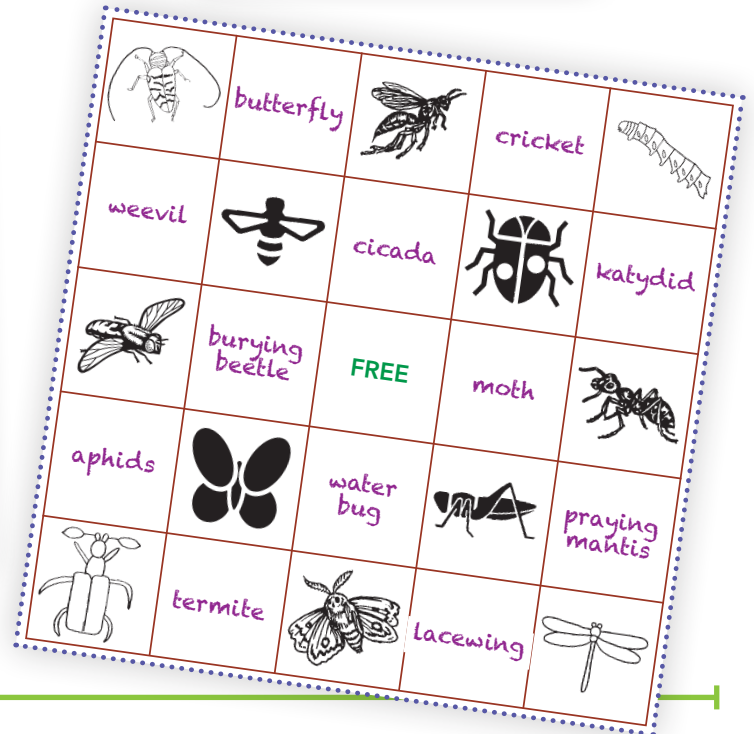 butterfly
cricket
weevil
cicada
katydid
burying
beetle
FREE
moth
aphids
water
bug
praying
mantis
termite
lacewing